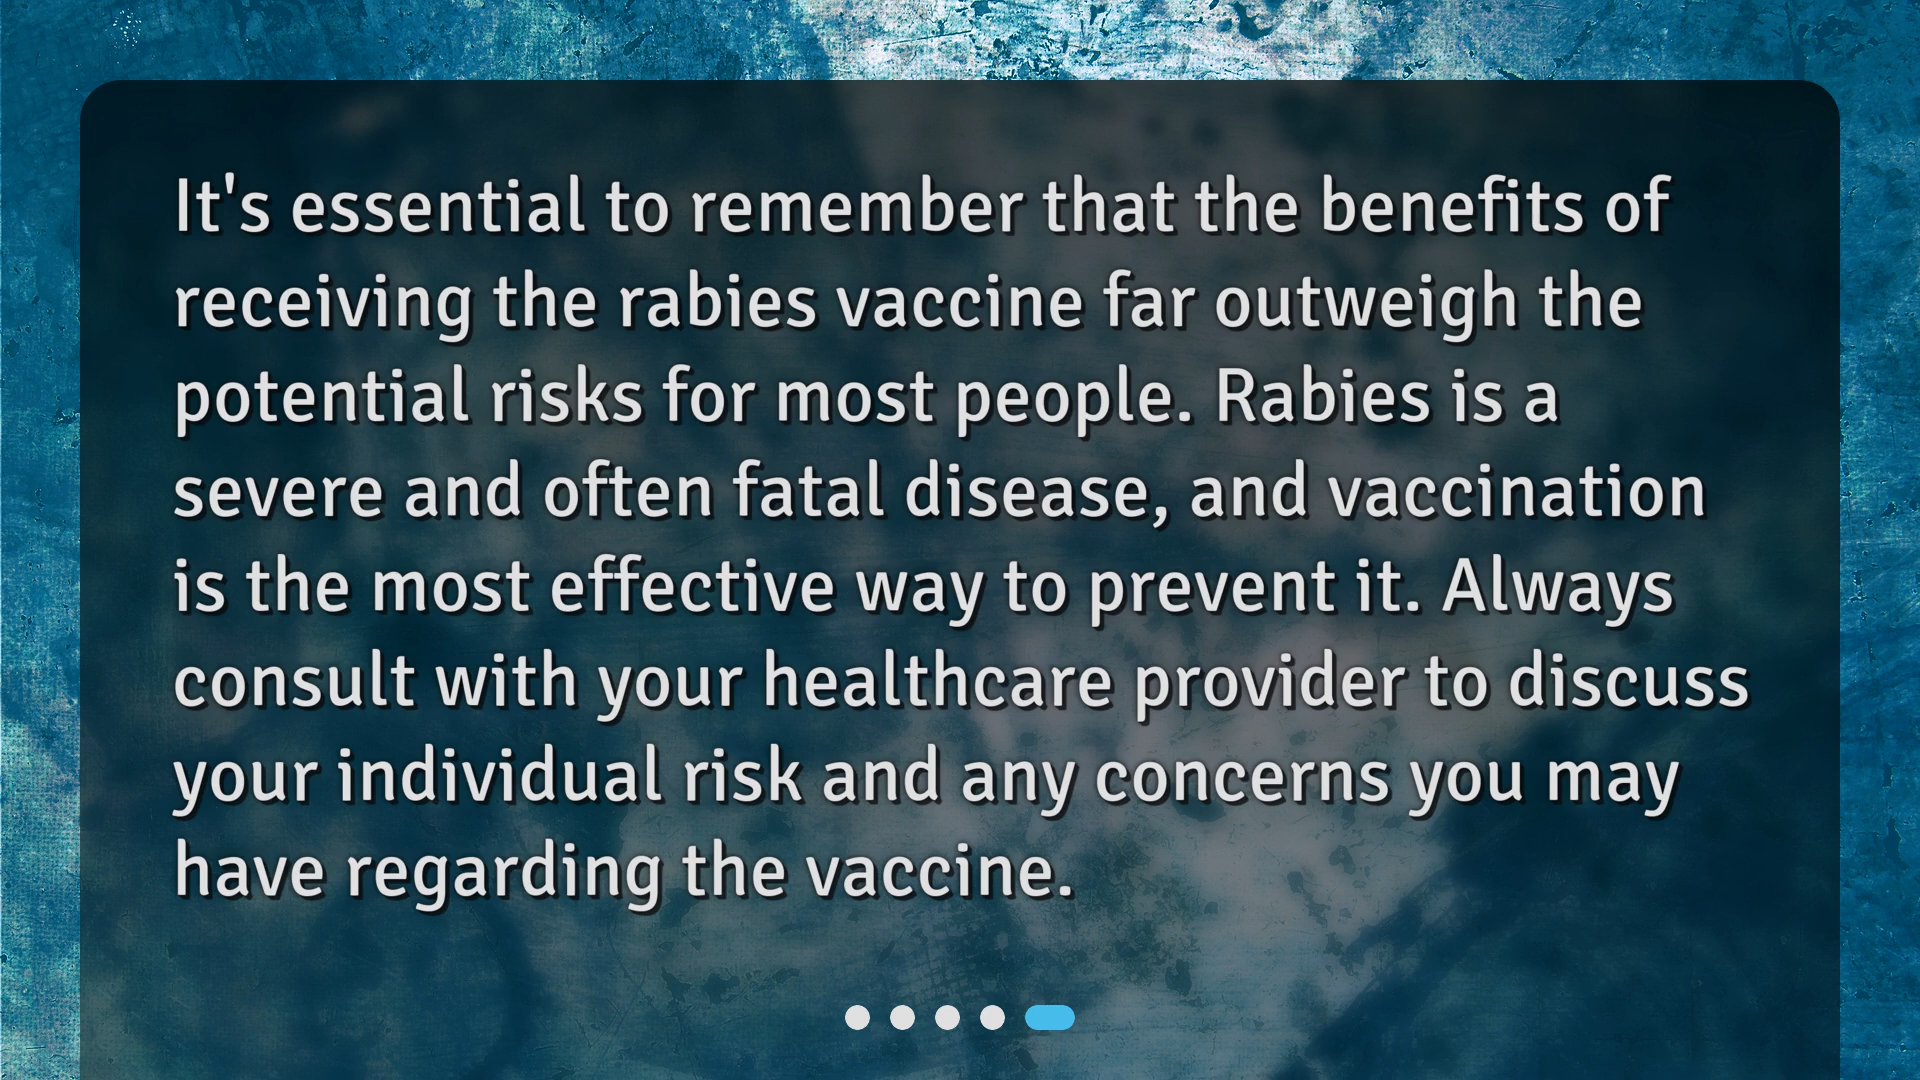 It's essential to remember that the benefits of
receiving the rabies vaccine far outweigh the
potential risks for most people. Rabies is a
severe and often fatal disease, and vaccination
is the most effective way to prevent it. Always
consult with your healthcare provider to discuss
your individual risk and any concerns you may
have regarding the vaccine.